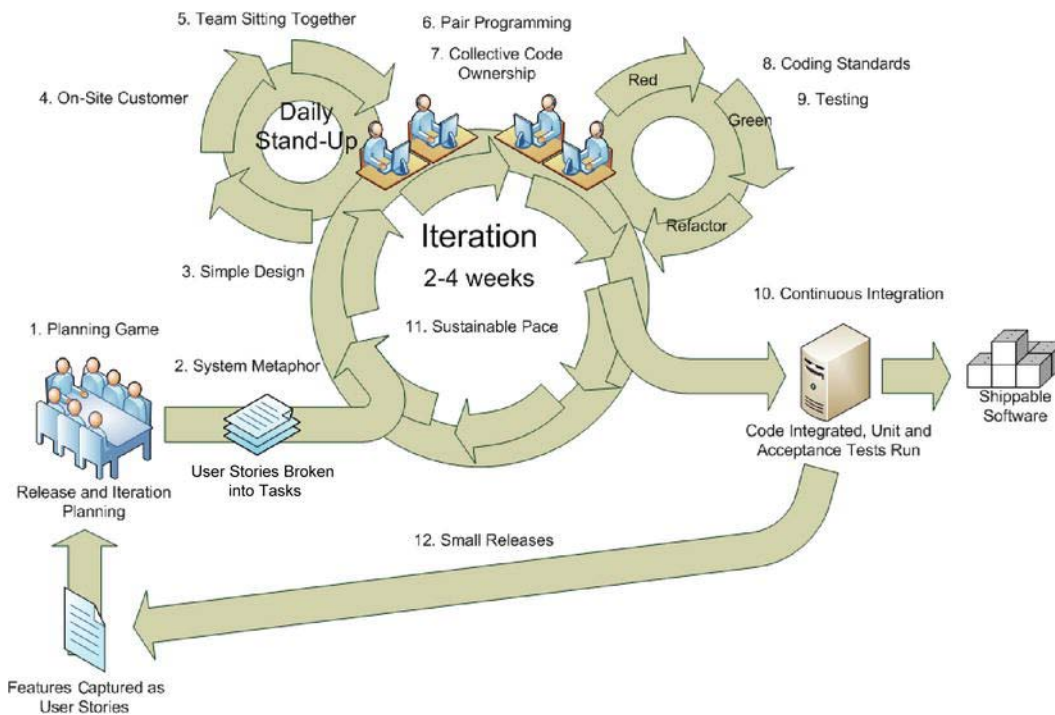 5. Team Sitting Together
6. Pair Programming
7. Collective Code
Ownership
4. On-Site Customer
Daily
Stand-Up
Red
Green
Refactor
8. Coding Standards
9. Testing
Iteration
2-4 weeks
3. Simple Design
11. Sustainable Pace
10. Continuous Integration
1. Planning Game
2. System Metaphor
Shippable
Software
Code Integrated, Unit and
Acceptance Tests Run
User Stories Broken
into Tasks
Release and Iteration
Planning
12. Small Releases
Features Captured as
User Stories